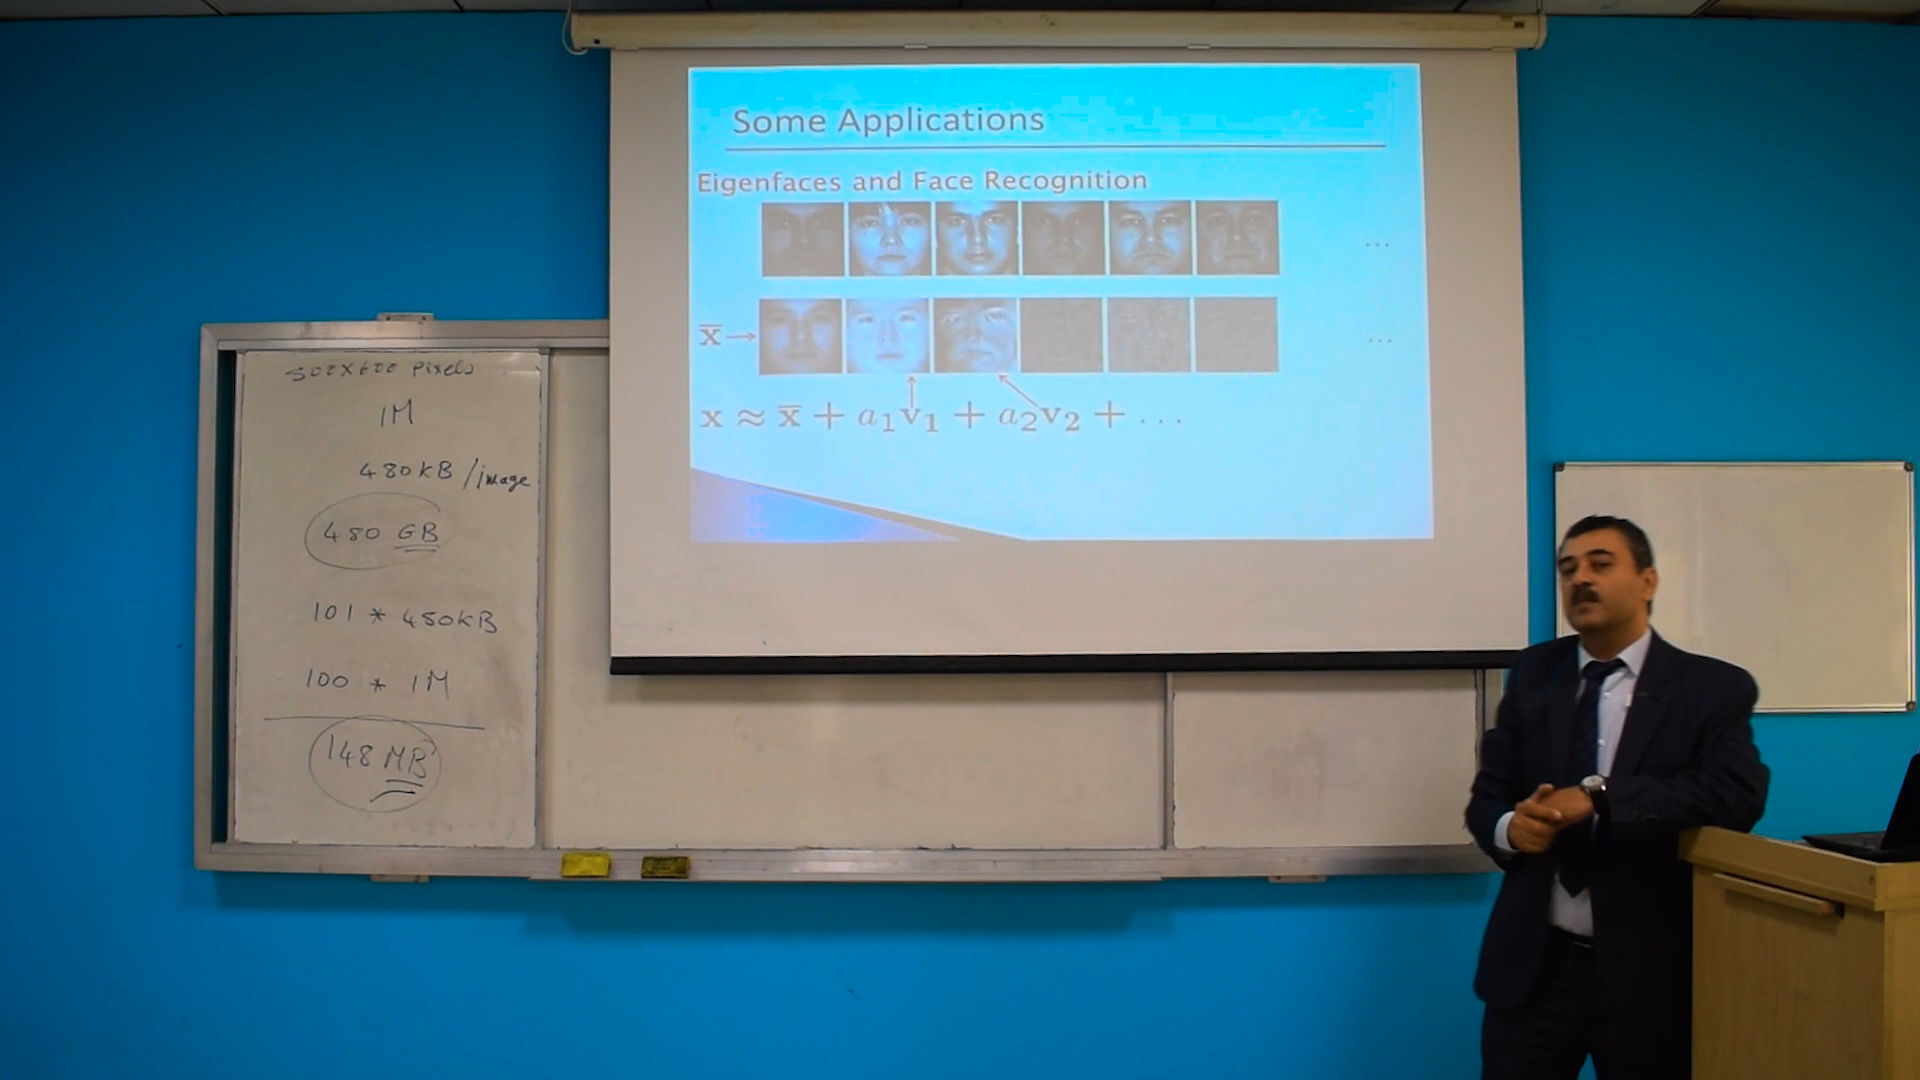 Some Applications
Eigenfaces and Face Recognition
...
x̅ →
...
x ≈ x̅ + a₁v₁ + a₂v₂ + ...
800x600 pixels
1M
480kB/image
480 GB
101 * 480kB
100 * 1M
148 MB